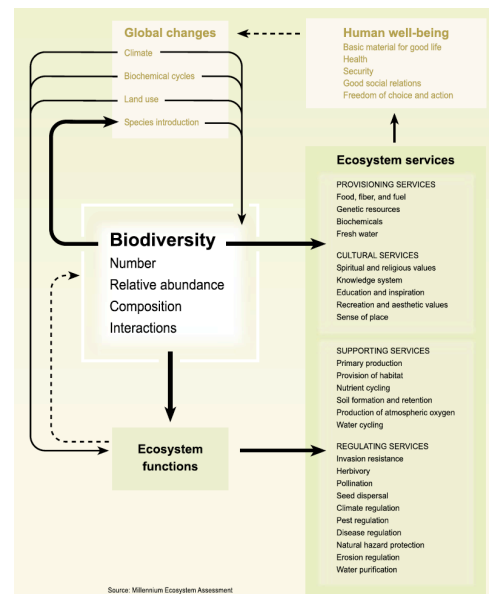 Global changes
Climate
Biochemical cycles
Land use
Species introduction
Human well-being
Basic material for good life
Health
Security
Good social relations
Freedom of choice and action
Biodiversity
Number
Relative abundance
Composition
Interactions
Ecosystem
functions
Ecosystem services
PROVISIONING SERVICES
Food, fiber, and fuel
Genetic resources
Biochemicals
Fresh water
CULTURAL SERVICES
Spiritual and religious values
Knowledge system
Education and inspiration
Recreation and aesthetic values
Sense of place
SUPPORTING SERVICES
Primary production
Provision of habitat
Nutrient cycling
Soil formation and retention
Production of atmospheric oxygen
Water cycling
REGULATING SERVICES
Invasion resistance
Herbivory
Pollination
Seed dispersal
Climate regulation
Pest regulation
Disease regulation
Natural hazard protection
Erosion regulation
Water purification
Source: Millennium Ecosystem Assessment